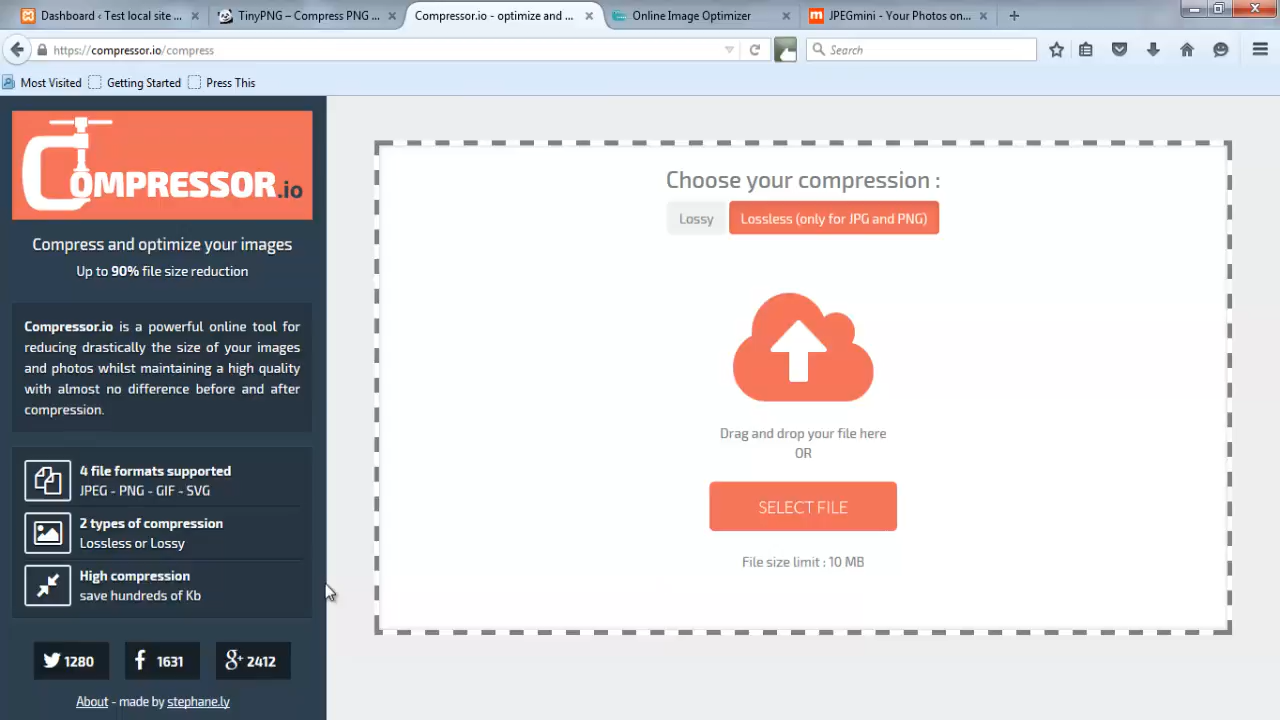 Dashboard ‹ Test local site ...
TinyPNG – Compress PNG ...
Compressor.io - optimize and ...
Online Image Optimizer
JPEGmini - Your Photos on...
https://compressor.io/compress
Search
Most Visited
Getting Started
Press This
COMPRESSOR.io
Compress and optimize your images
Up to 90% file size reduction
Compressor.io is a powerful online tool for
reducing drastically the size of your images
and photos whilst maintaining a high quality
with almost no difference before and after
compression.
4 file formats supported
JPEG - PNG - GIF - SVG
2 types of compression
Lossless or Lossy
High compression
save hundreds of Kb
1280
1631
2412
About - made by stephane.ly
Choose your compression :
Lossy
Lossless (only for JPG and PNG)
Drag and drop your file here
OR
SELECT FILE
File size limit : 10 MB